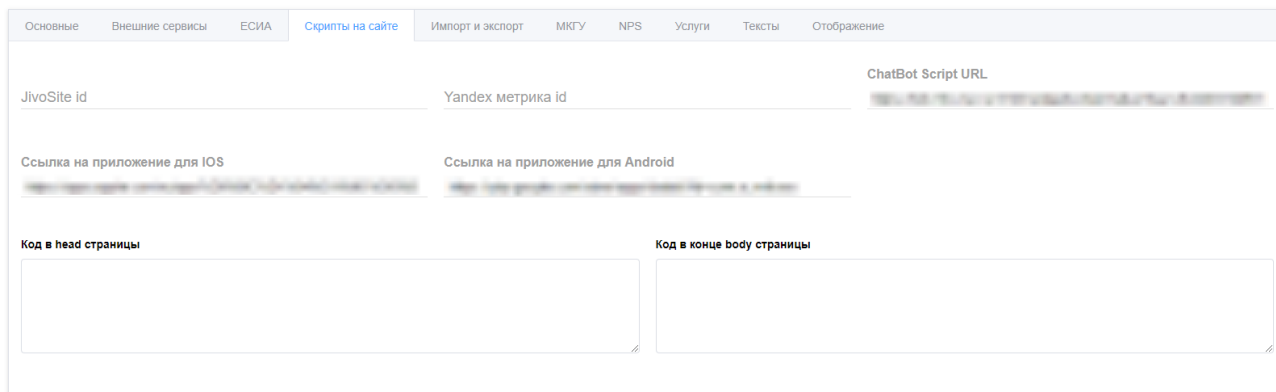 Основные Внешние сервисы ЕСИА Скрипты на сайте Импорт и экспорт МКГУ NPS Услуги Тексты Отображение
ChatBot Script URL
JivoSite id Yandex метрика id
Ссылка на приложение для IOS Ссылка на приложение для Android
Код в head страницы Код в конце body страницы